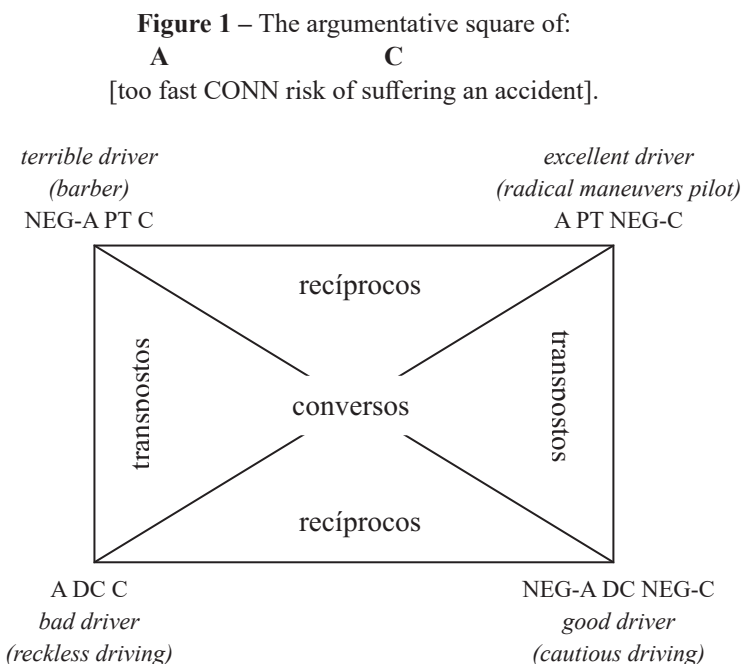 Figure 1 – The argumentative square of:
A C
[too fast CONN risk of suffering an accident].
terrible driver excellent driver
(barber) (radical maneuvers pilot)
NEG-A PT C A PT NEG-C
recíprocos
transpostos transpostos
conversos
recíprocos
A DC C NEG-A DC NEG-C
bad driver good driver
(reckless driving) (cautious driving)